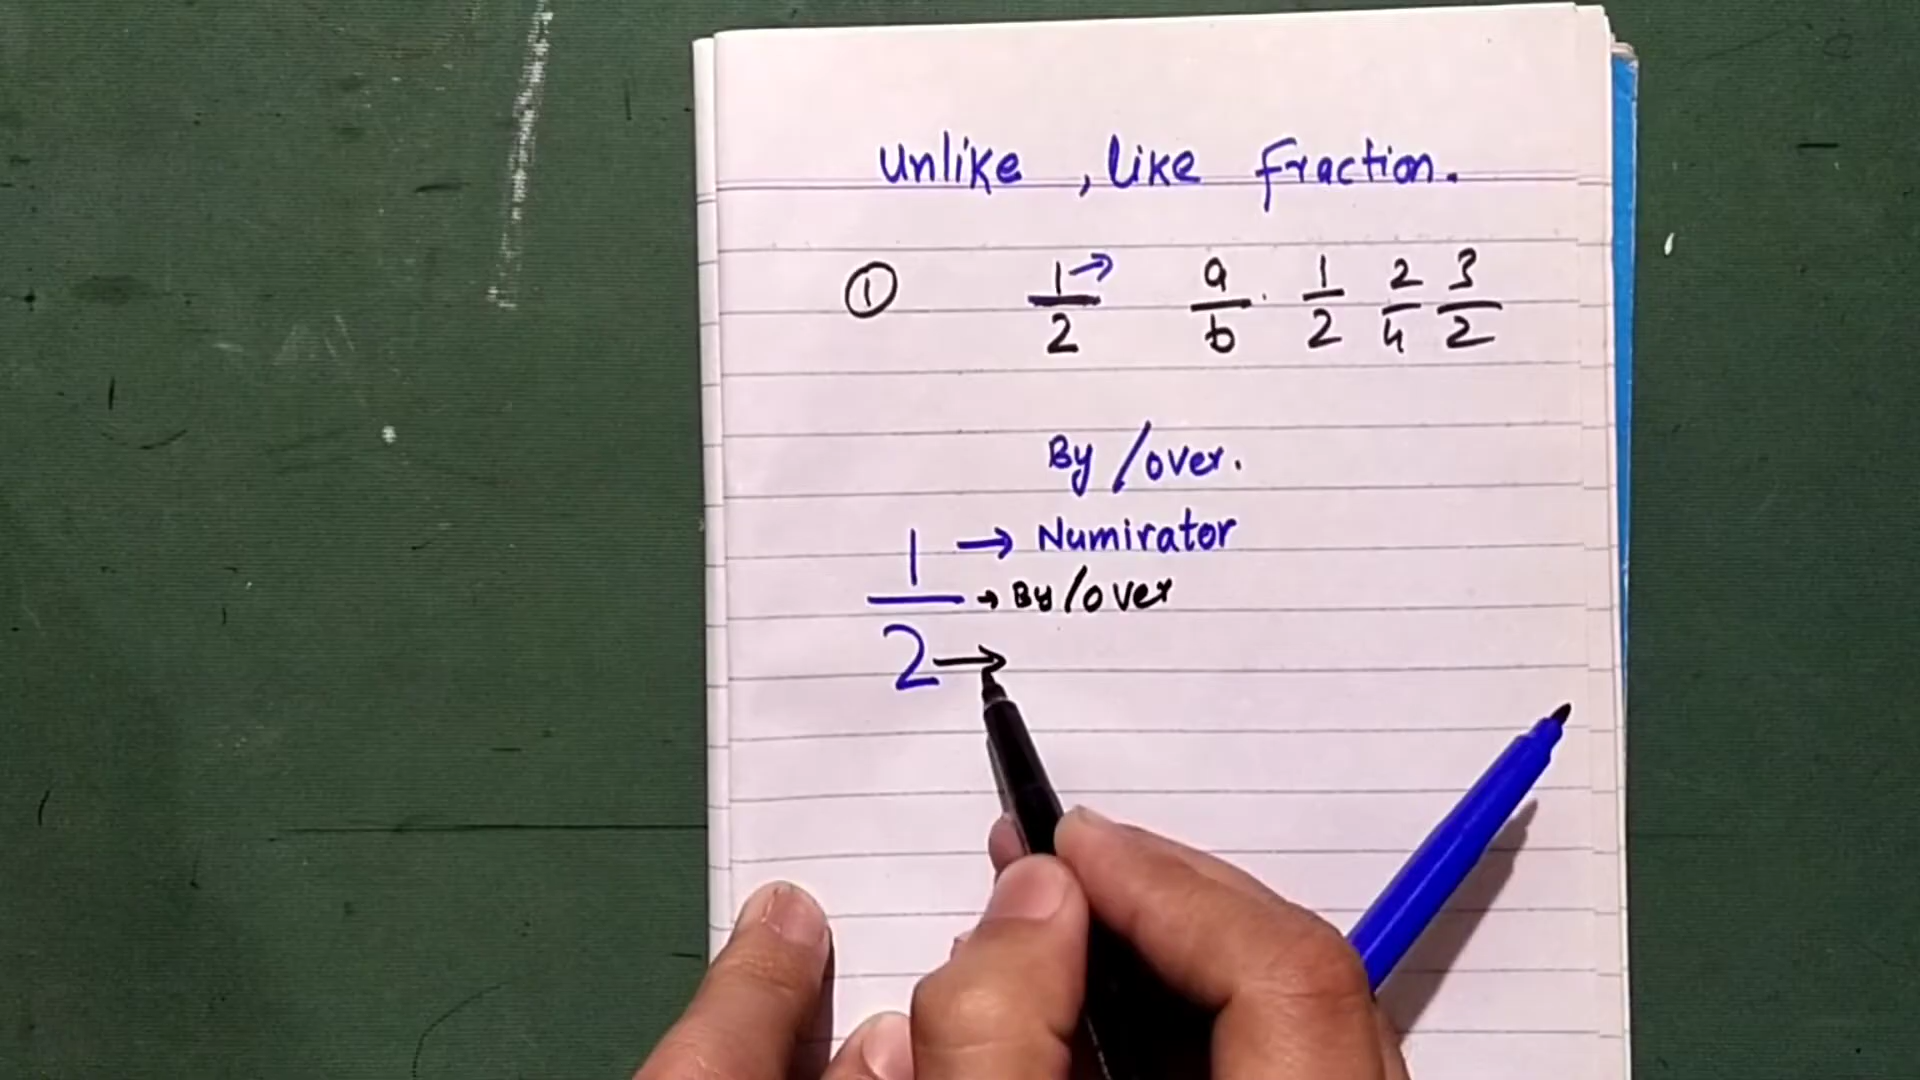 Unlike , like fraction.
① 1/2 → a/b . 1/2 2/4 3/2
By /over.
1 → Numirator
→ By/over
2 →